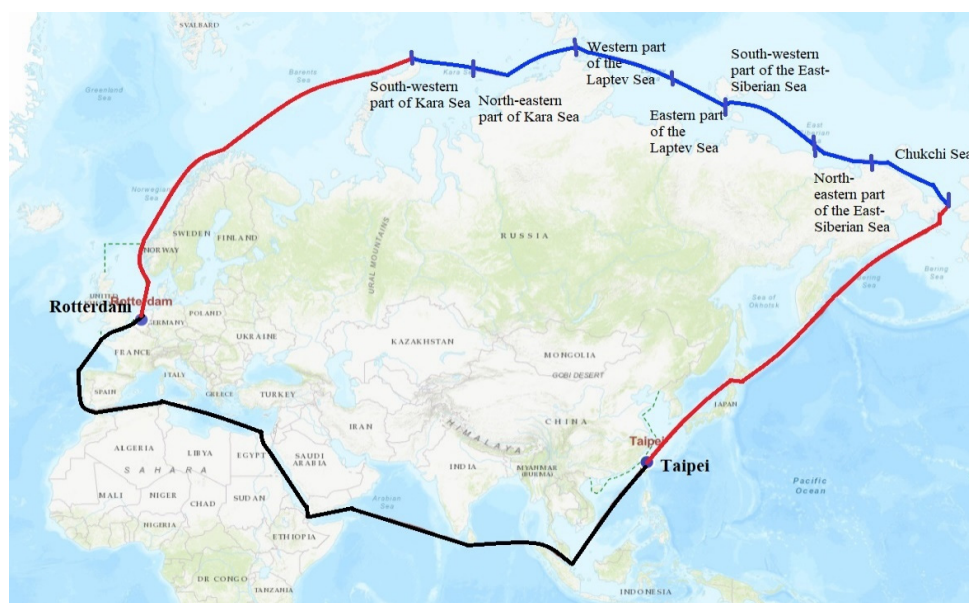 SVALBARD
Greenland
Sea
Barents
Sea
Kara Sea
South-western
part of Kara Sea
North-eastern
part of Kara Sea
Western part
of the
Laptev Sea
South-western
part of the East-
Siberian Sea
Eastern part
of the
Laptev Sea
East
Siberian Sea
Chukchi Sea
North-
eastern part
of the East-
Siberian Sea
Norwegian
Sea
SWEDEN
FINLAND
NORWAY
RUSSIA
URAL MOUNTAINS
Sea of
Okhotsk
Bering
Sea
UNITED
Rotterdam
Rotterdam
GERMANY
POLAND
UKRAINE
FRANCE
KAZAKHSTAN
MONGOLIA
GOBI DESERT
ITALY
SPAIN
GREECE
TURKEY
JAPAN
CHINA
IRAN
HIMALAYA
Taipei
Taipei
ALGERIA
LIBYA
EGYPT
SAUDI
ARABIA
SAHARA
INDIA
MYANMAR
(BURMA)
Pacific
Ocean
MALI
NIGER
CHAD
SUDAN
Arabian
Sea
NIGERIA
ETHIOPIA
DR CONGO
TANZANIA
INDONESIA